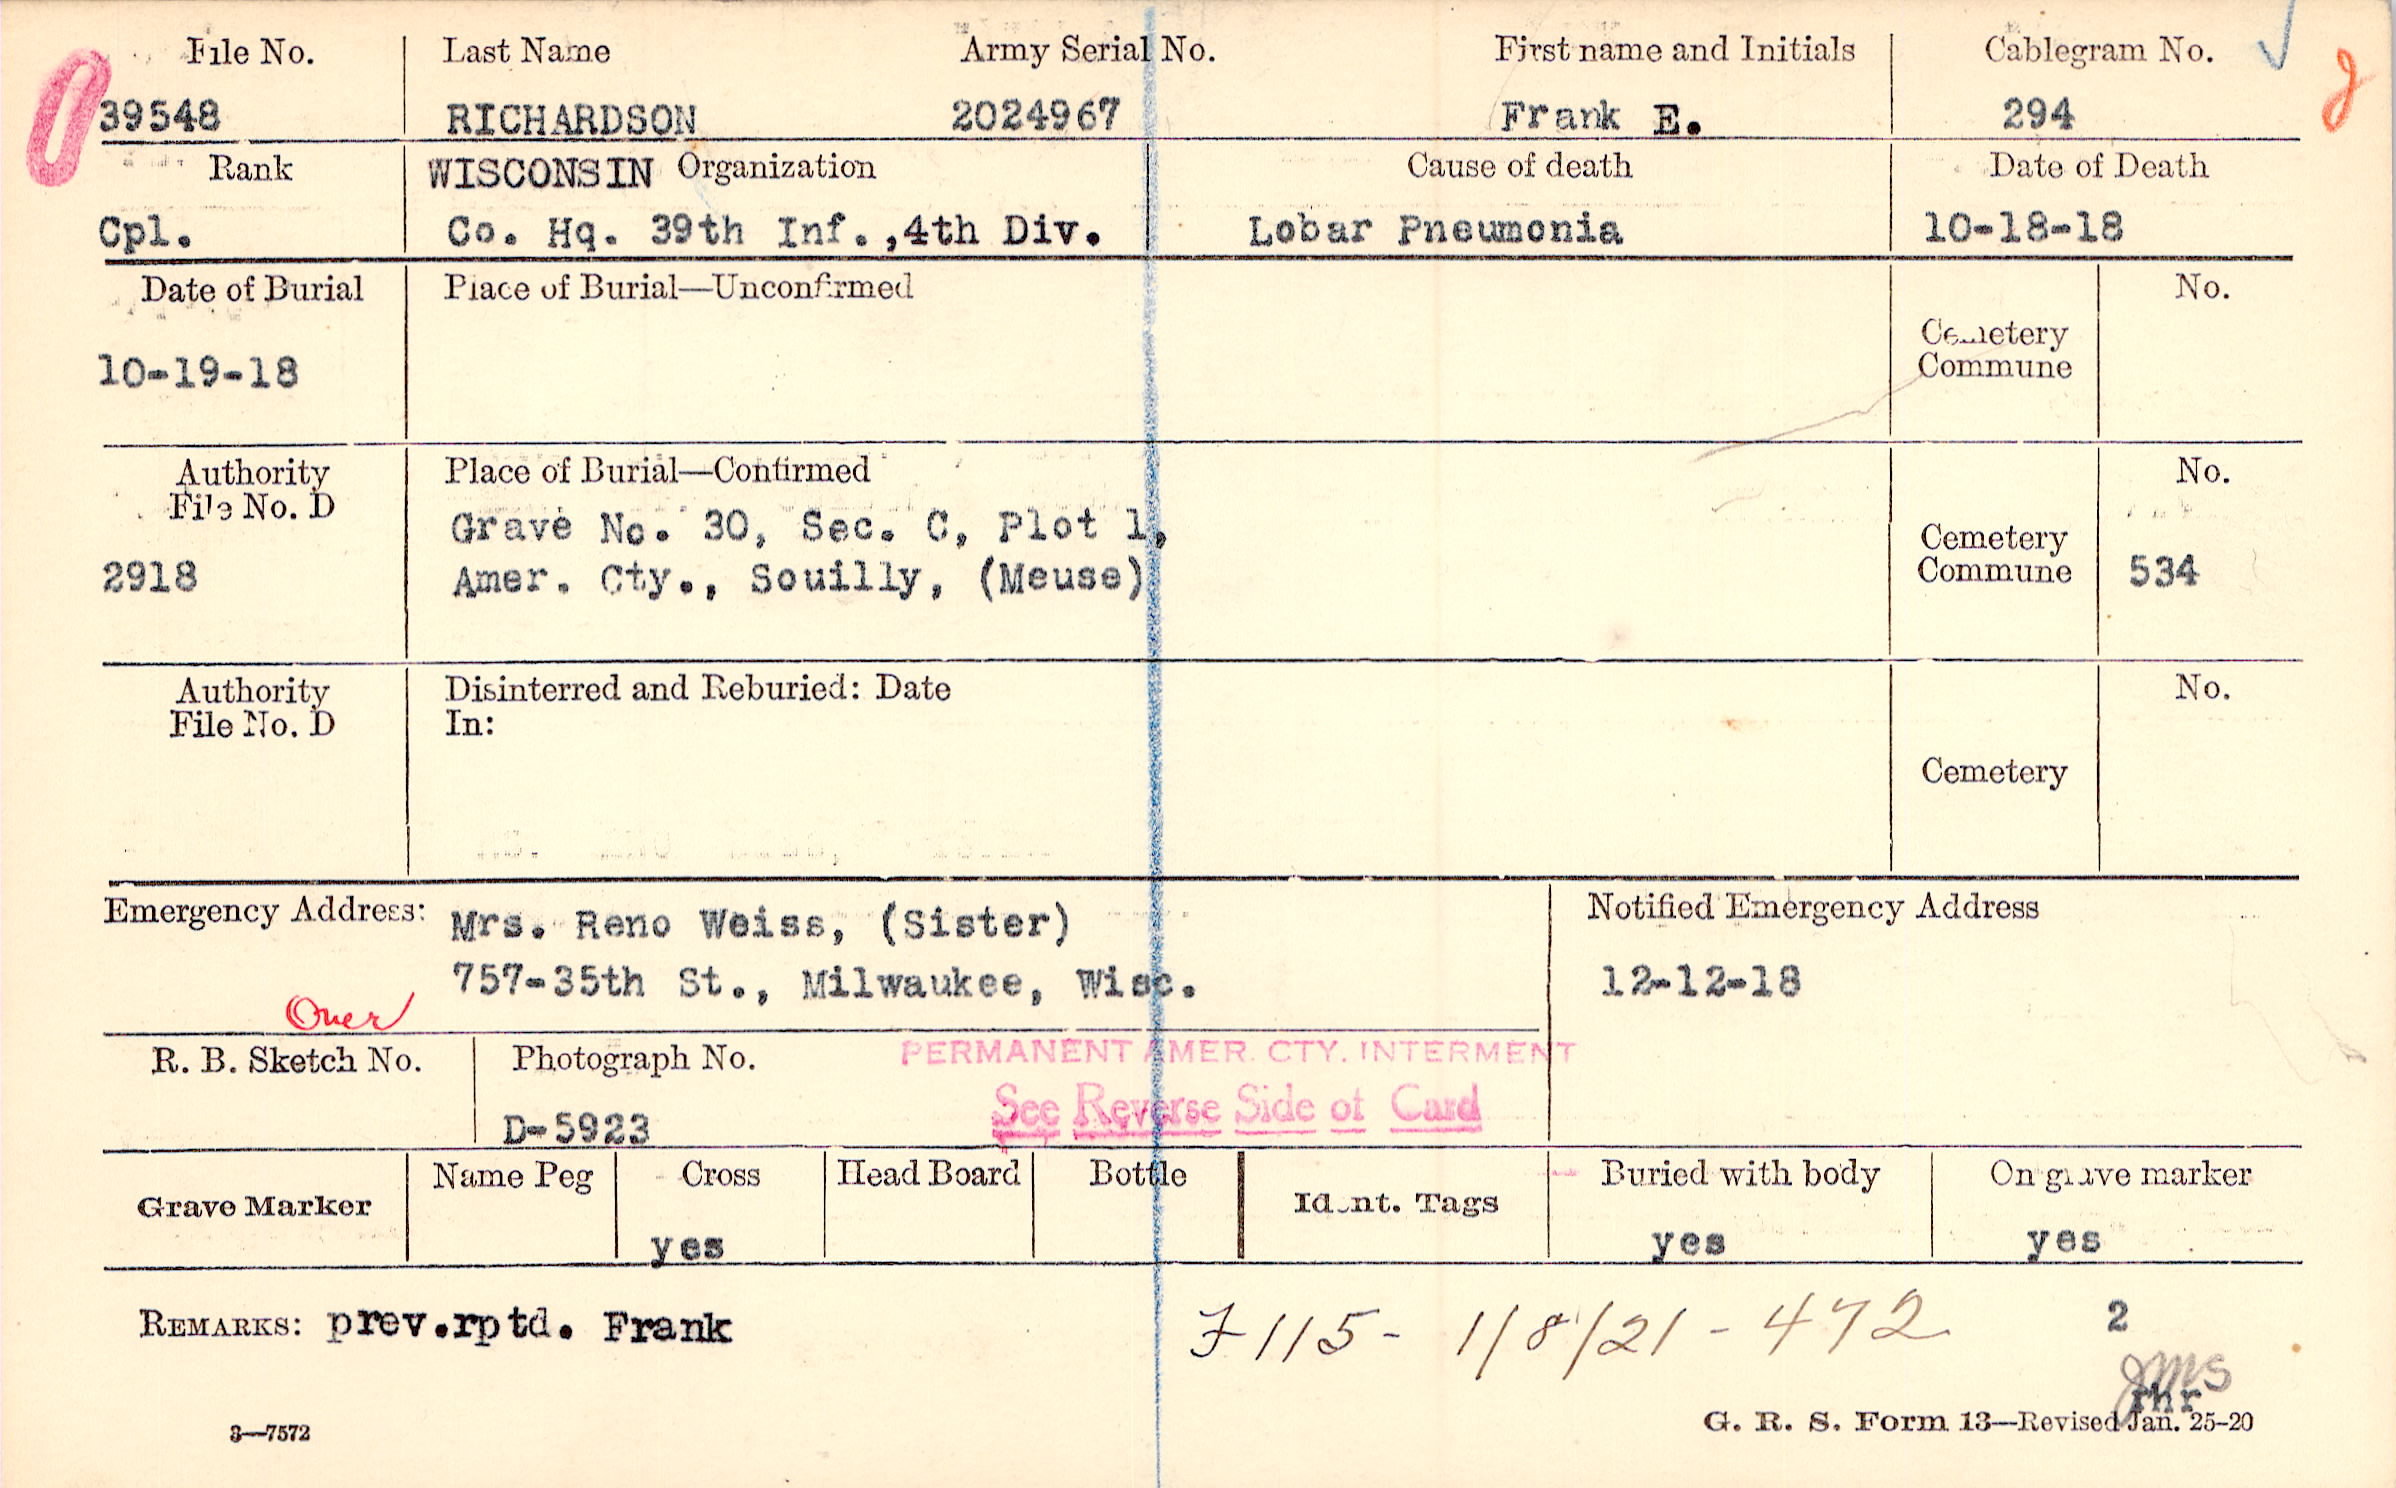 File No. Last Name Army Serial No. First name and Initials Cablegram No.
39548 RICHARDSON 2024967 Frank E. 294
Rank WISCONSIN Organization Cause of death Date of Death
Cpl. Co. Hq. 39th Inf.,4th Div. Lobar Pneumonia 10-18-18
Date of Burial Place of Burial—Unconfirmed No.
Cemetery
Commune
10-19-18
Authority Place of Burial—Confirmed No.
File No. D
Grave No. 30, Sec. C, Plot 1,
Cemetery
2918 Amer. Cty., Souilly, (Meuse) Commune 534
Authority Disinterred and Reburied: Date No.
File No. D In:
Cemetery
Emergency Address: Mrs. Reno Weiss, (Sister) Notified Emergency Address
757-35th St., Milwaukee, Wisc. 12-12-18
Over
R. B. Sketch No. Photograph No. PERMANENT AMER. CTY. INTERMENT
See Reverse Side of Card
D-5923
Grave Marker Name Peg Cross Head Board Bottle Ident. Tags Buried with body On grave marker
yes yes yes
REMARKS: prev.rptd. Frank F115- 1/8/21-472 2
JMS
rhr
3—7572 G. R. S. Form 13—Revised Jan. 25-20